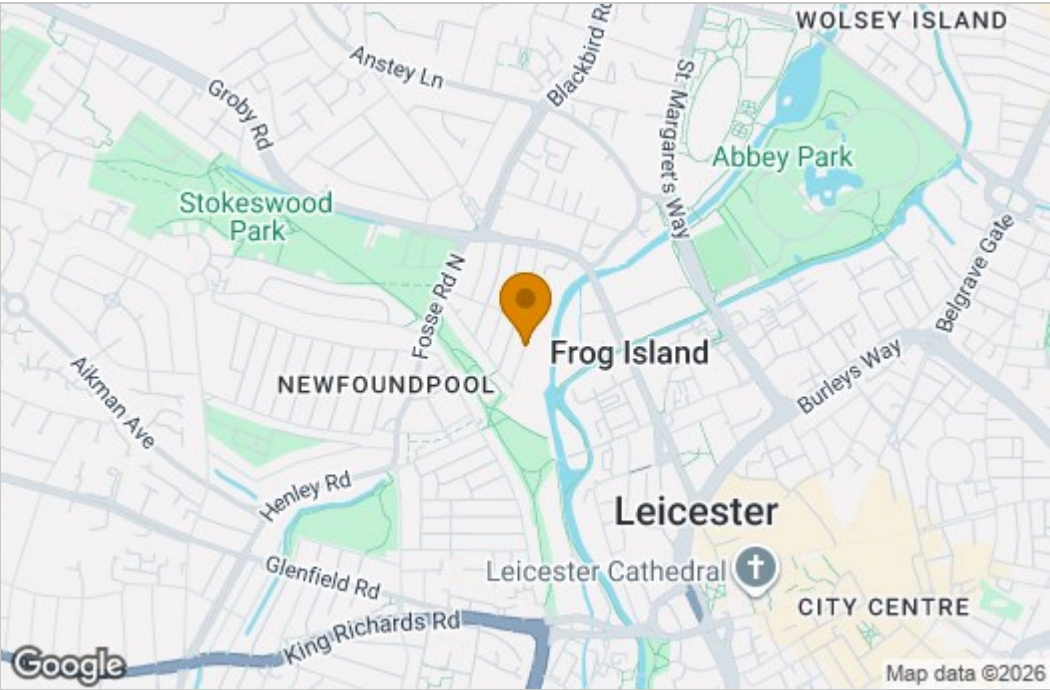 WOLSEY ISLAND
Anstey Ln
Blackbird Rd
Groby Rd
St. Margaret's Way
Abbey Park
Stokeswood
Park
Belgrave Gate
Fosse Rd N
Frog Island
NEWFOUNDPOOL
Burleys Way
Aikman Ave
Henley Rd
Leicester
Glenfield Rd
Leicester Cathedral
CITY CENTRE
King Richards Rd
Google
Map data ©2026